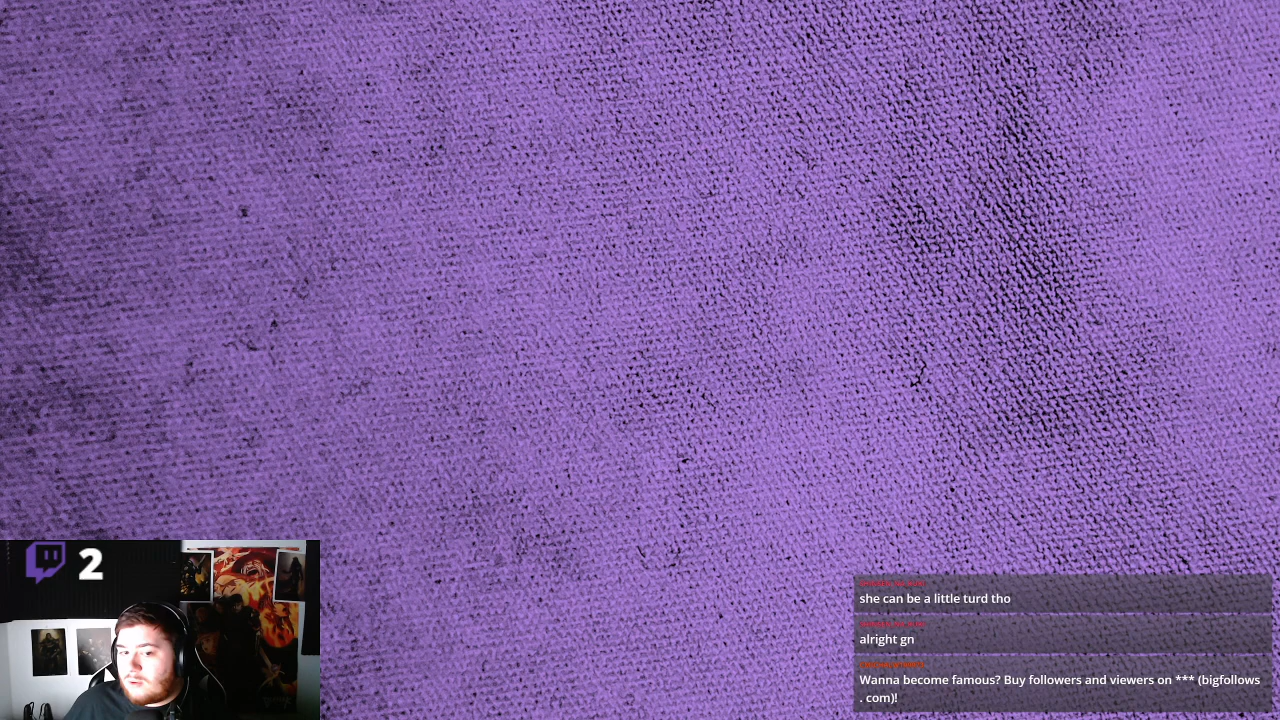 2
she can be a little turd tho
alright gn
Wanna become famous? Buy followers and viewers on *** (bigfollows
. com)!